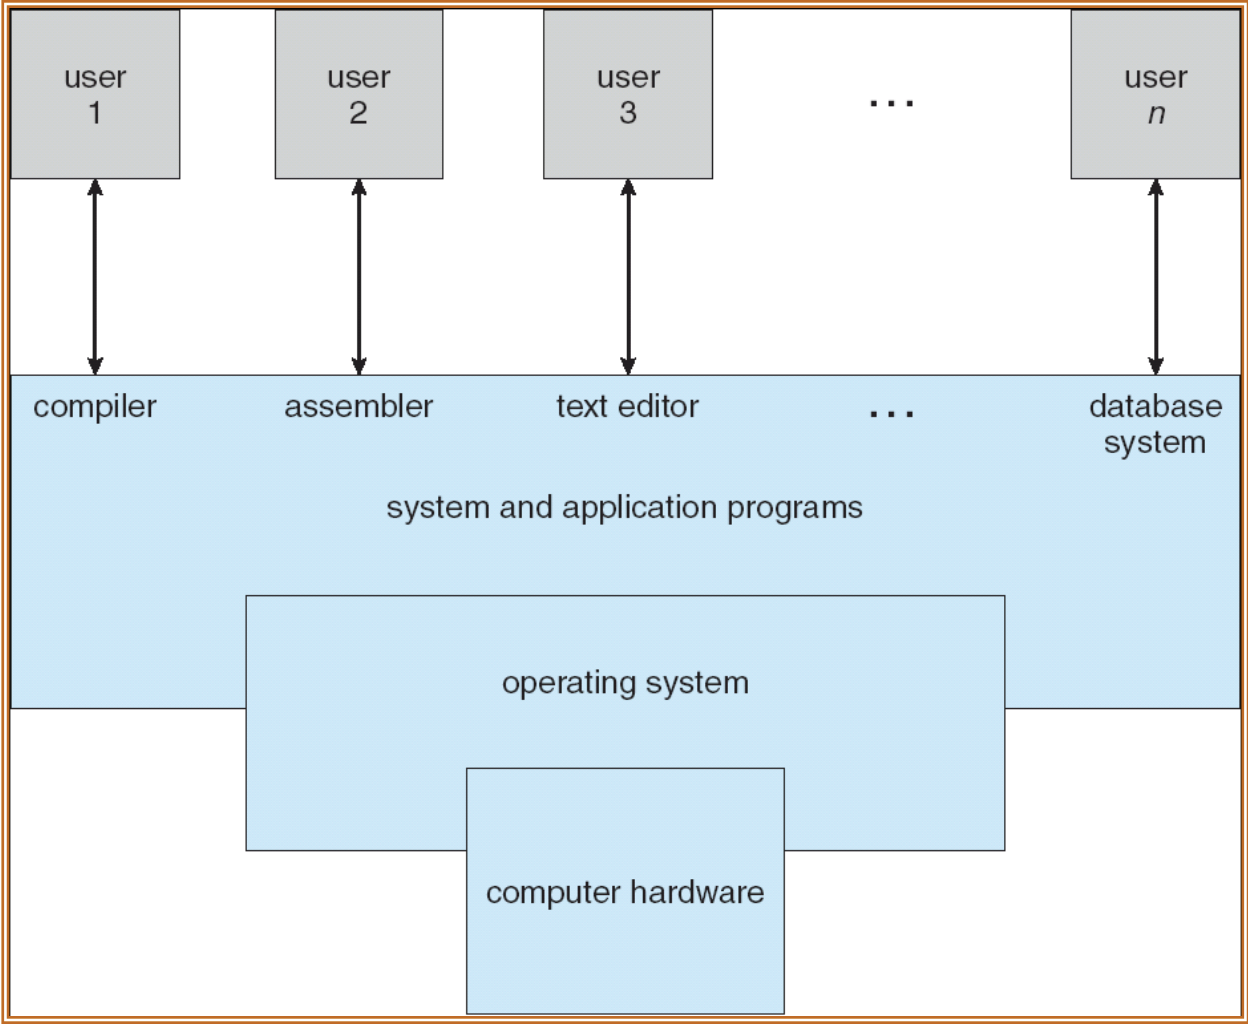 user
1
user
2
user
3
...
user
n
compiler
assembler
text editor
...
database
system
system and application programs
operating system
computer hardware